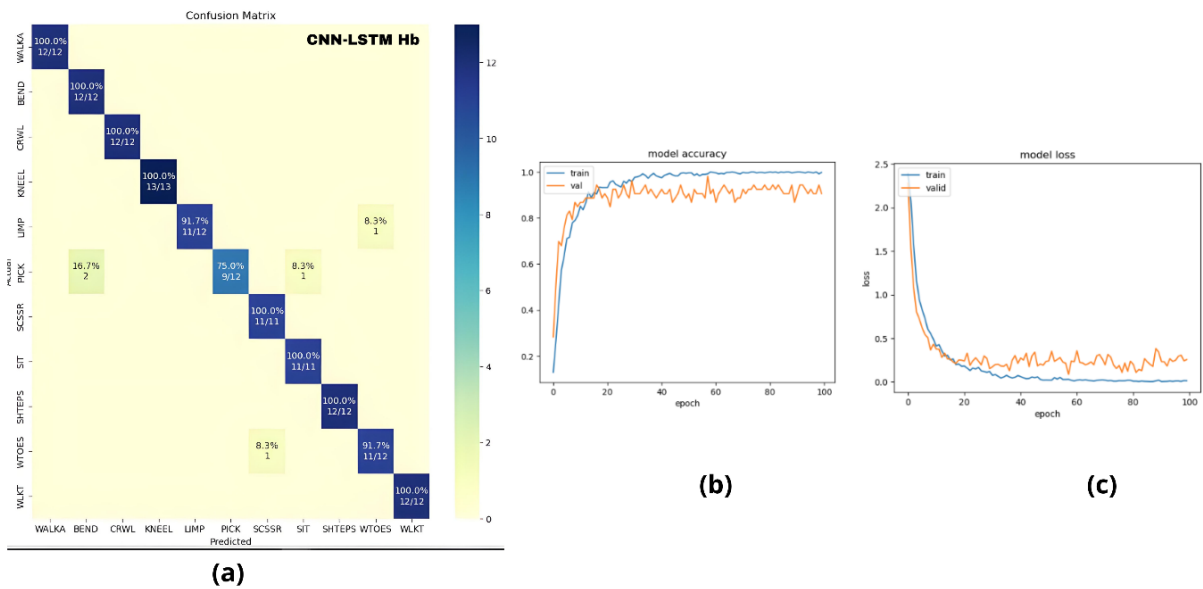 Confusion Matrix
CNN-LSTM Hb
WALKA
100.0%
12/12
BEND
100.0%
12/12
CRWL
100.0%
12/12
KNEEL
100.0%
13/13
LIMP
91.7%
11/12
8.3%
1
PICK
16.7%
2
75.0%
9/12
8.3%
1
SCSSR
100.0%
11/11
SIT
100.0%
11/11
SHTEPS
100.0%
12/12
WTOES
8.3%
1
91.7%
11/12
WLKT
100.0%
12/12
WALKA BEND CRWL KNEEL LIMP PICK SCSSR SIT SHTEPS WTOES WLKT
Predicted
12
10
8
6
4
2
0
(a)
model accuracy
train
val
1.0
0.8
0.6
0.4
0.2
0 20 40 60 80 100
epoch
(b)
model loss
train
valid
2.5
2.0
1.5
1.0
0.5
0.0
loss
0 20 40 60 80 100
epoch
(c)